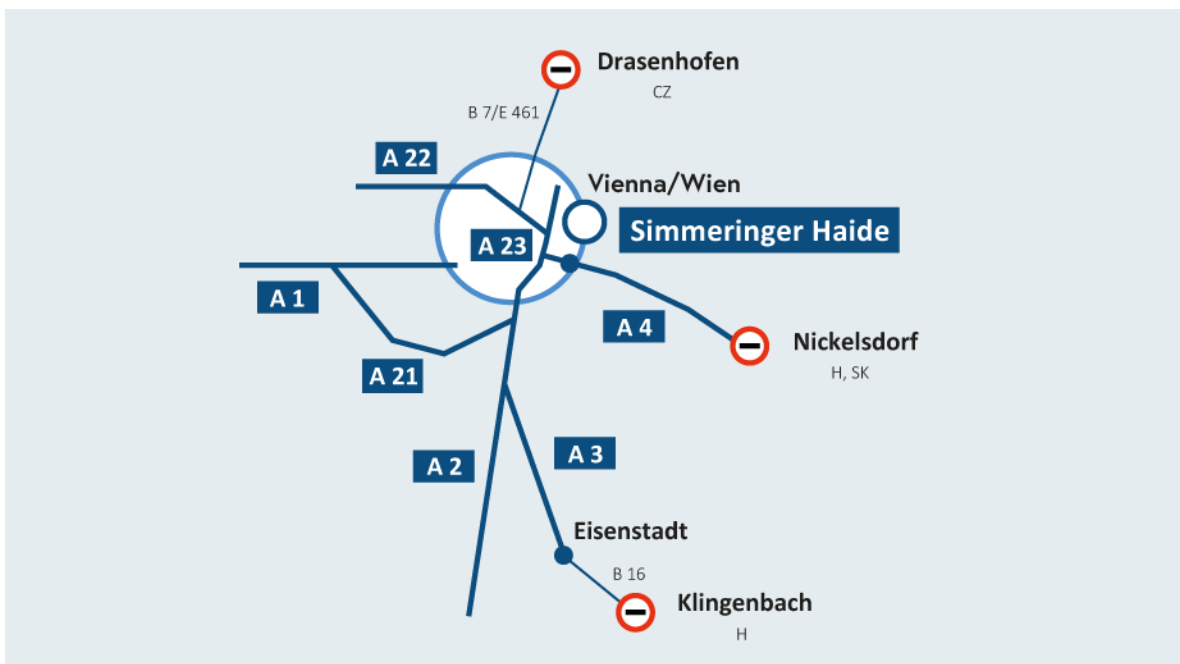 Drasenhofen
CZ
B 7/E 461
A 22
Vienna/Wien
Simmeringer Haide
A 23
A 1
A 4
Nickelsdorf
H, SK
A 21
A 2
A 3
Eisenstadt
B 16
Klingenbach
H